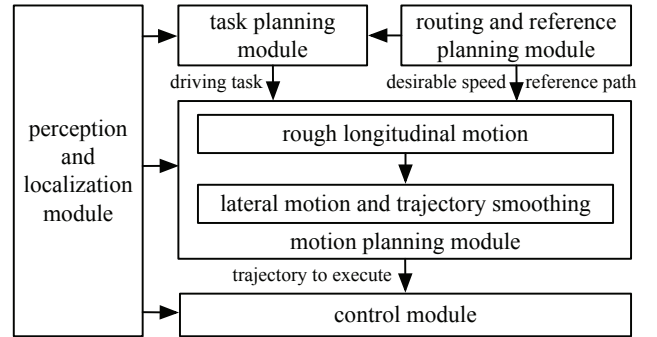 task planning
module
routing and reference
planning module
driving task
desirable speed
reference path
perception
and
localization
module
rough longitudinal motion
lateral motion and trajectory smoothing
motion planning module
trajectory to execute
control module